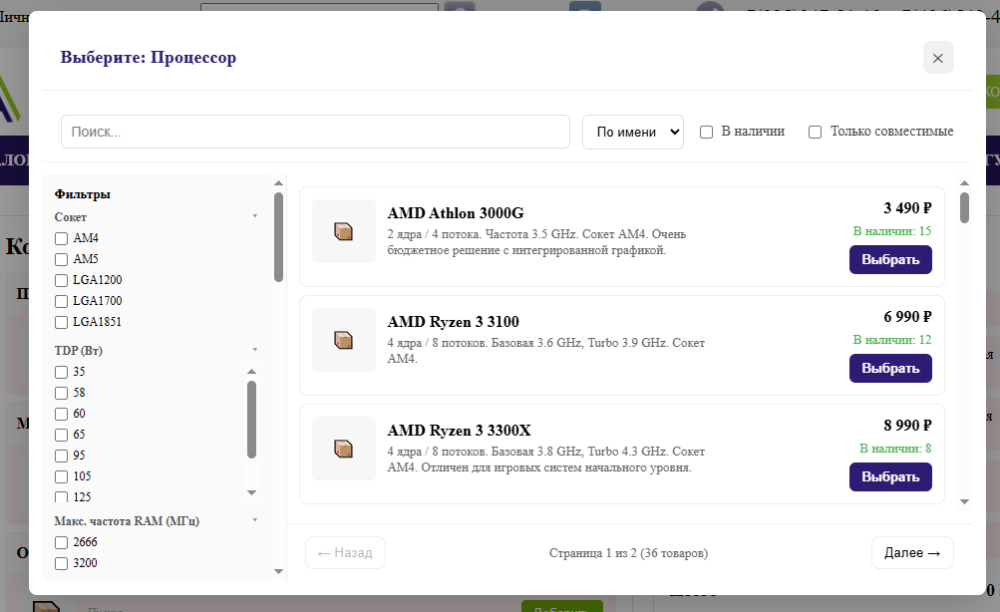 Выберите: Процессор
×
Поиск...
По имени
В наличии
Только совместимые
Фильтры
Сокет
AM4
AM5
LGA1200
LGA1700
LGA1851
TDP (Вт)
35
58
60
65
95
105
125
Макс. частота RAM (МГц)
2666
3200
AMD Athlon 3000G
2 ядра / 4 потока. Частота 3.5 GHz. Сокет AM4. Очень
бюджетное решение с интегрированной графикой.
3 490 ₽
В наличии: 15
Выбрать
AMD Ryzen 3 3100
4 ядра / 8 потоков. Базовая 3.6 GHz, Turbo 3.9 GHz. Сокет
AM4.
6 990 ₽
В наличии: 12
Выбрать
AMD Ryzen 3 3300X
4 ядра / 8 потоков. Базовая 3.8 GHz, Turbo 4.3 GHz. Сокет
AM4. Отличен для игровых систем начального уровня.
8 990 ₽
В наличии: 8
Выбрать
← Назад
Страница 1 из 2 (36 товаров)
Далее →